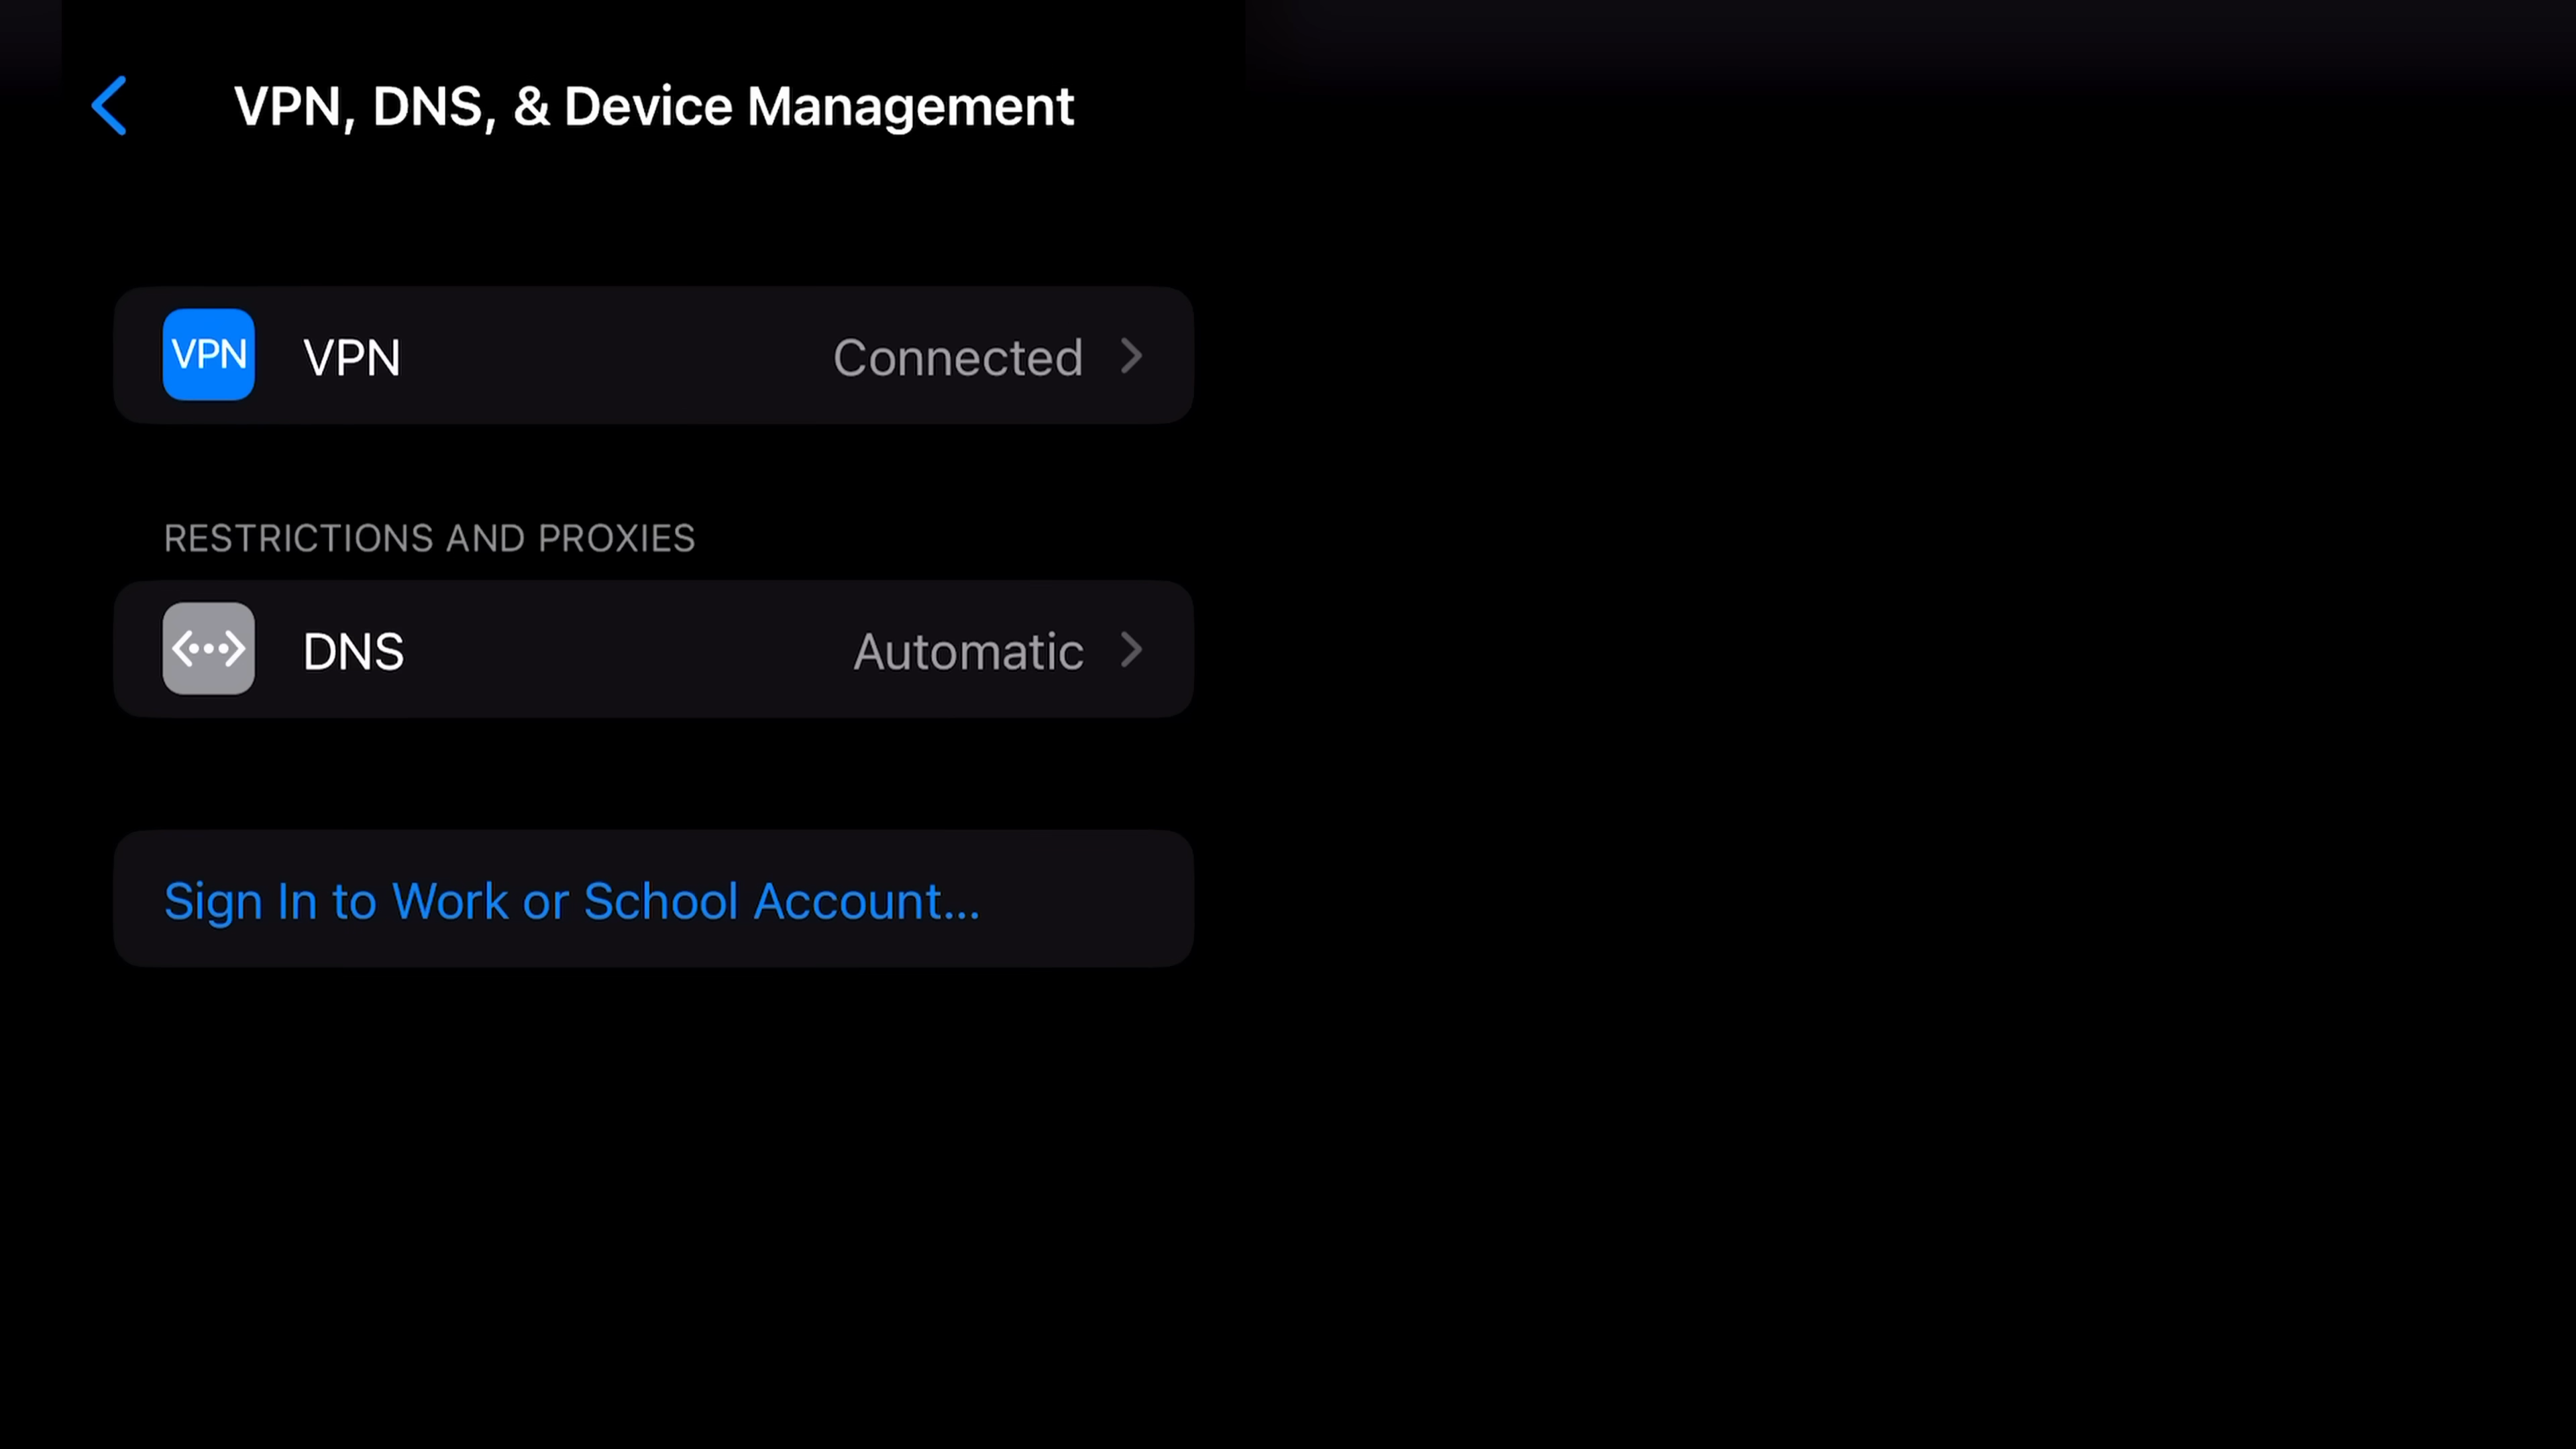 VPN, DNS, & Device Management
VPN VPN Connected
RESTRICTIONS AND PROXIES
DNS Automatic
Sign In to Work or School Account...